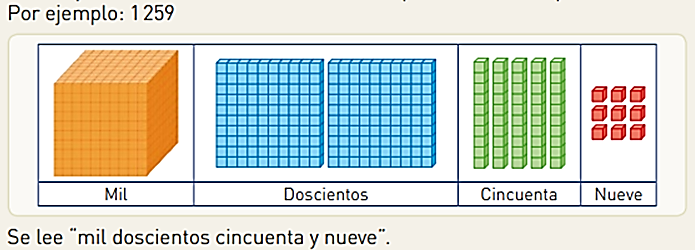 Por ejemplo: 1 259
Mil Doscientos Cincuenta Nueve
Se lee “mil doscientos cincuenta y nueve”.